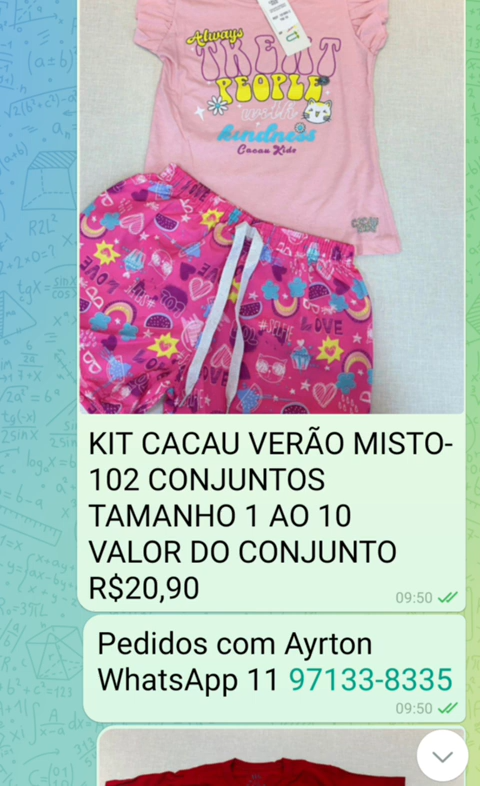 Always
TREAT
PEOPLE
with
kindness
Cacau Kids
#SELFIE
LOVE
KIT CACAU VERÃO MISTO-
102 CONJUNTOS
TAMANHO 1 AO 10
VALOR DO CONJUNTO
R$20,90
09:50
Pedidos com Ayrton
WhatsApp 11 97133-8335
09:50